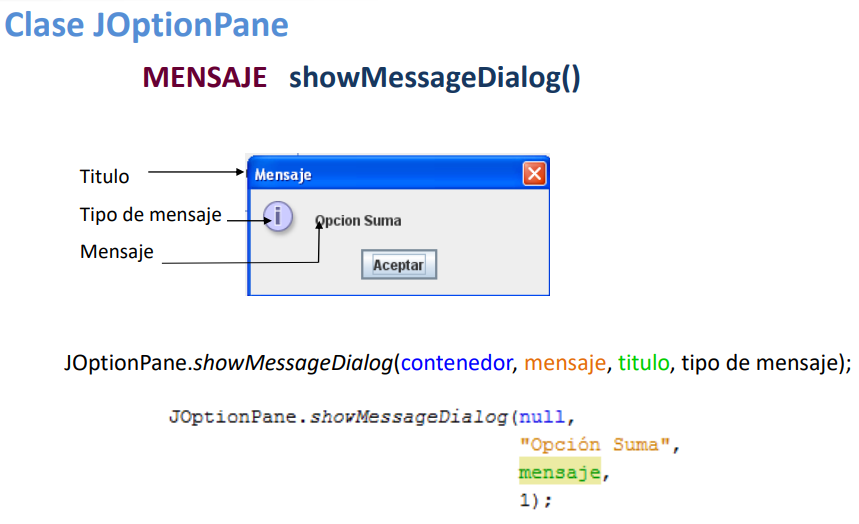 Clase JOptionPane
MENSAJE showMessageDialog()
Titulo
Mensaje
Tipo de mensaje
i
Opcion Suma
Mensaje
Aceptar
JOptionPane.showMessageDialog(contenedor, mensaje, titulo, tipo de mensaje);
JOptionPane.showMessageDialog(null,
"Opción Suma",
mensaje,
1);